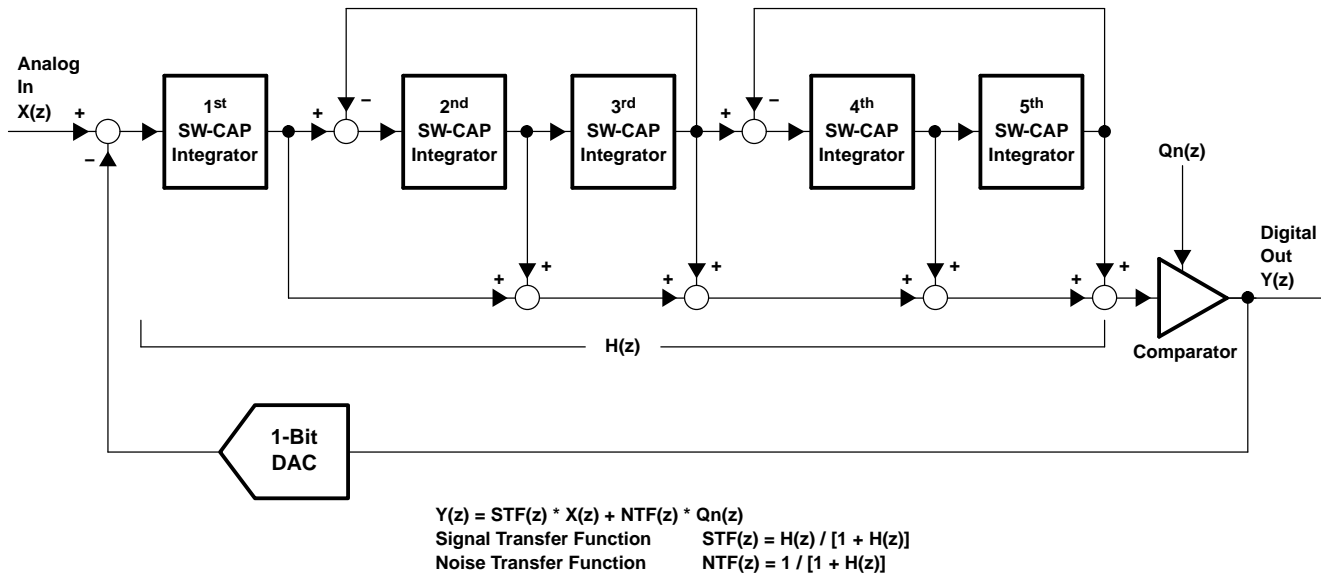 Analog
In
X(z)
+
−
1st
SW-CAP
Integrator
+
−
2nd
SW-CAP
Integrator
3rd
SW-CAP
Integrator
+
−
4th
SW-CAP
Integrator
5th
SW-CAP
Integrator
Qn(z)
+
+
+
+
+
+
+
+
Digital
Out
Y(z)
Comparator
H(z)
1-Bit
DAC
Y(z) = STF(z) * X(z) + NTF(z) * Qn(z)
Signal Transfer Function STF(z) = H(z) / [1 + H(z)]
Noise Transfer Function NTF(z) = 1 / [1 + H(z)]